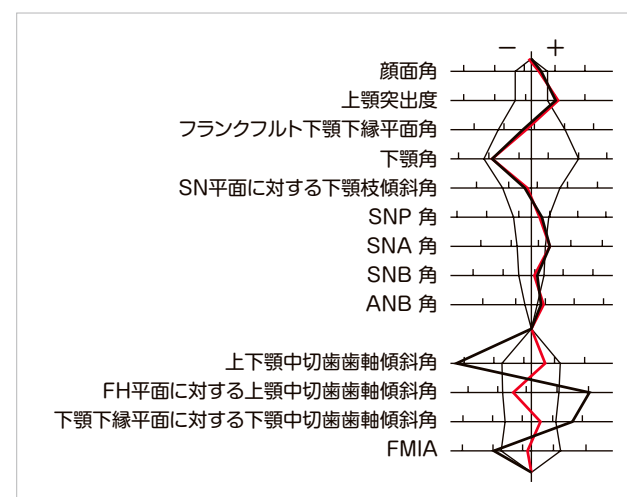 − +
顔面角
上顎突出度
フランクフルト下顎下縁平面角
下顎角
SN平面に対する下顎枝傾斜角
SNP 角
SNA 角
SNB 角
ANB 角
上下顎中切歯歯軸傾斜角
FH平面に対する上顎中切歯歯軸傾斜角
下顎下縁平面に対する下顎中切歯歯軸傾斜角
FMIA